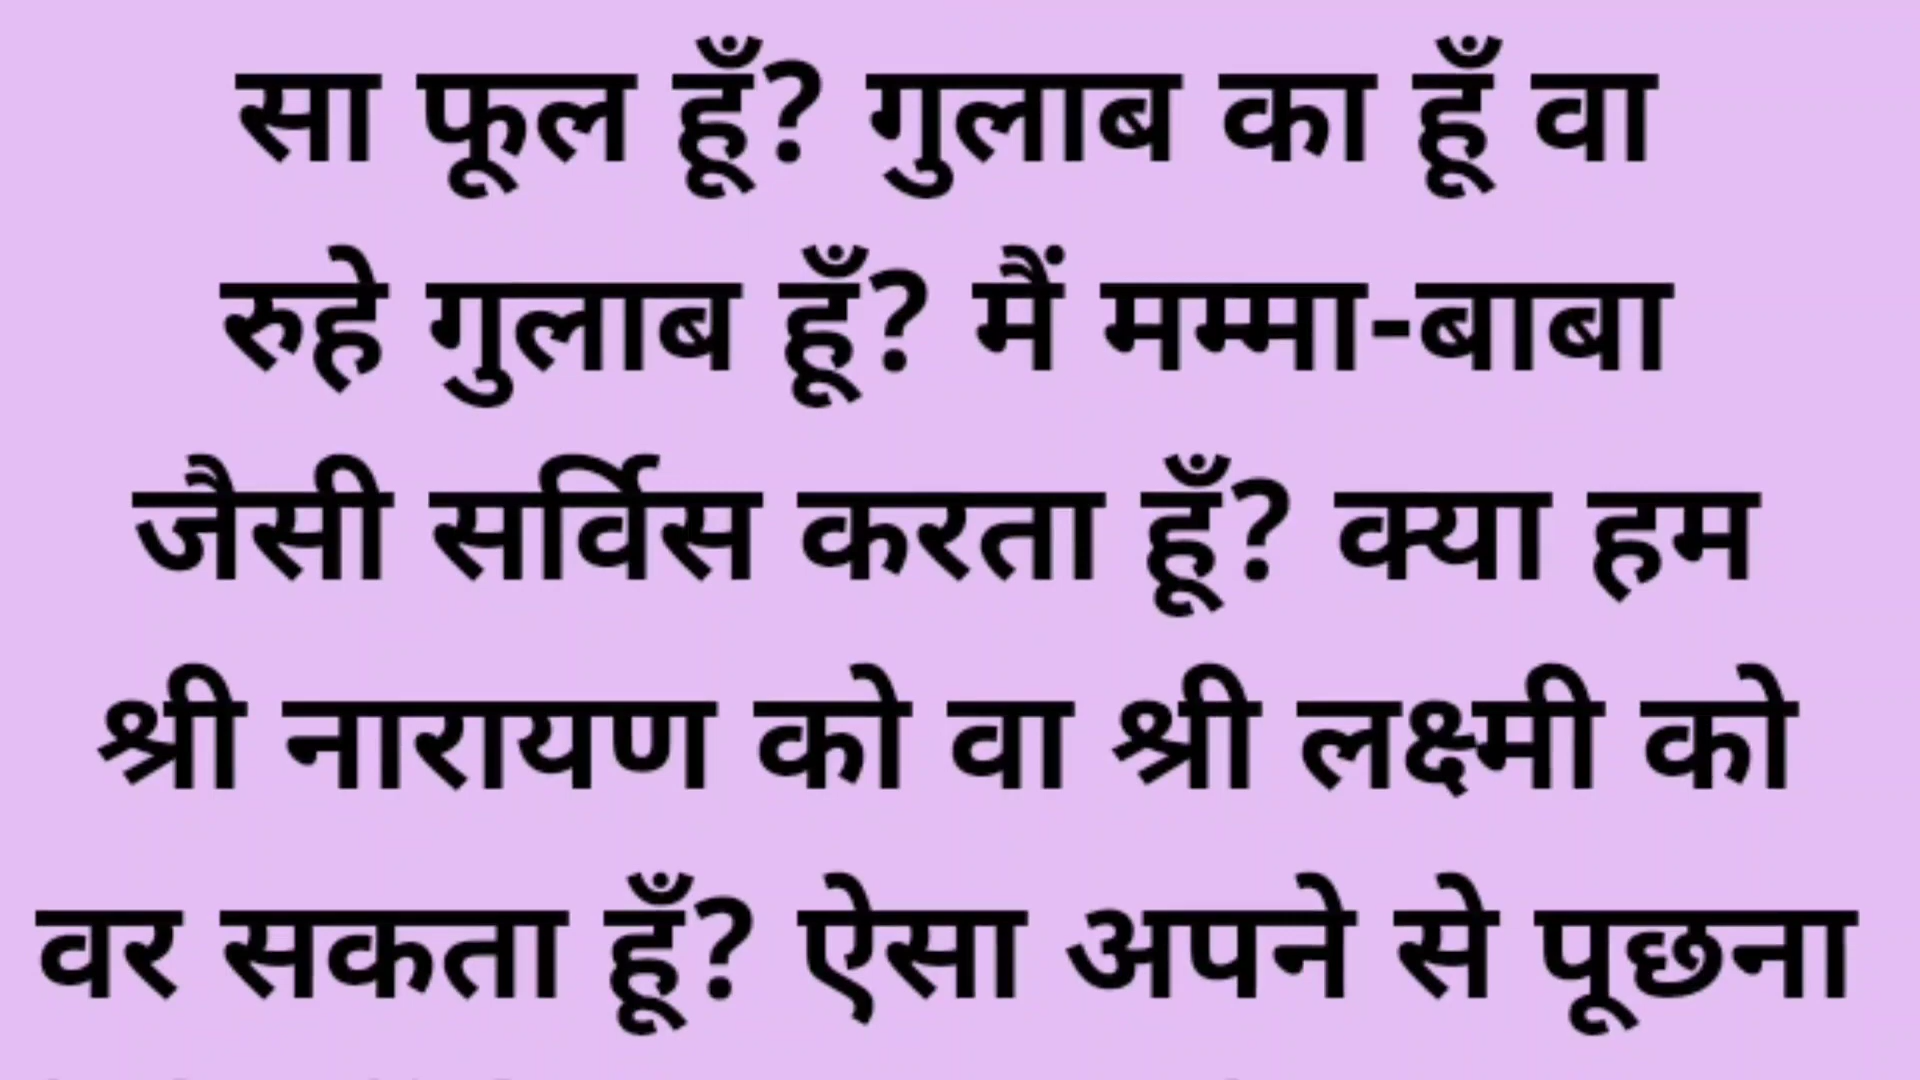 सा फूल हूँ? गुलाब का हूँ वा
रुहे गुलाब हूँ? मैं मम्मा-बाबा
जैसी सर्विस करता हूँ? क्या हम
श्री नारायण को वा श्री लक्ष्मी को
वर सकता हूँ? ऐसा अपने से पूछना